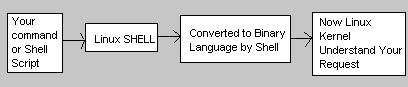 Your
command
or Shell
Script
Linux SHELL
Converted to Binary
Language by Shell
Now Linux
Kernel
Understand Your
Request